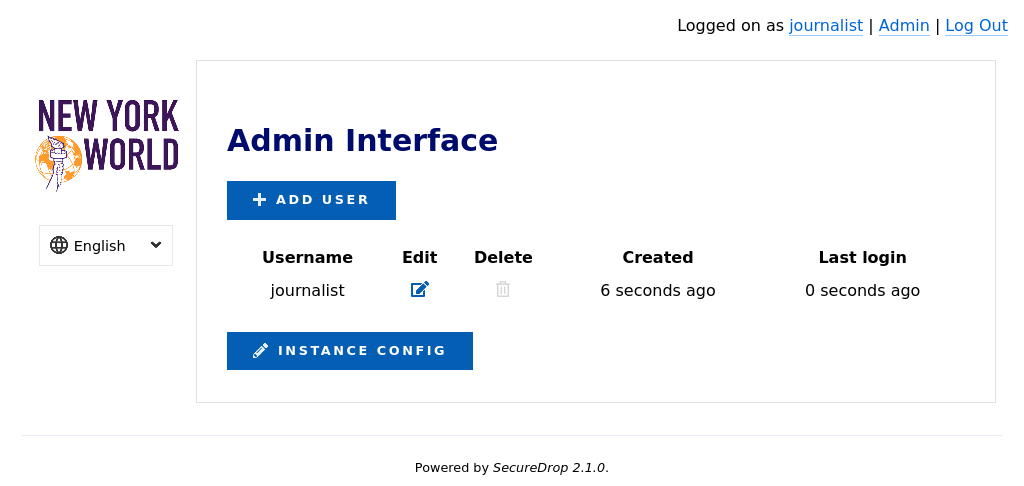 Logged on as journalist | Admin | Log Out
NEW YORK
WORLD
English
Admin Interface
ADD USER
Username Edit Delete Created Last login
journalist 6 seconds ago 0 seconds ago
INSTANCE CONFIG
Powered by SecureDrop 2.1.0.